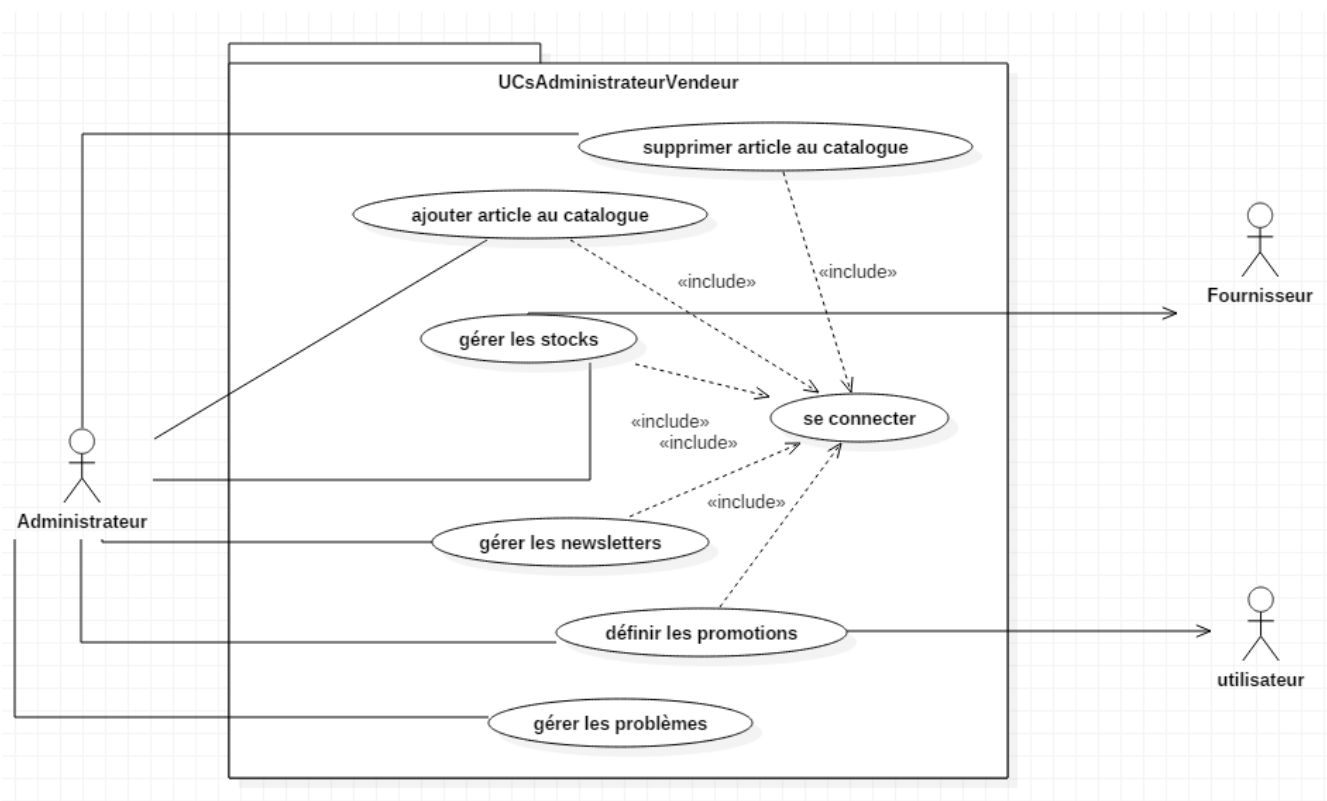 UCsAdministrateurVendeur
supprimer article au catalogue
ajouter article au catalogue
«include»
«include»
Fournisseur
gérer les stocks
se connecter
«include»
«include»
Administrateur
«include»
gérer les newsletters
définir les promotions
utilisateur
gérer les problèmes